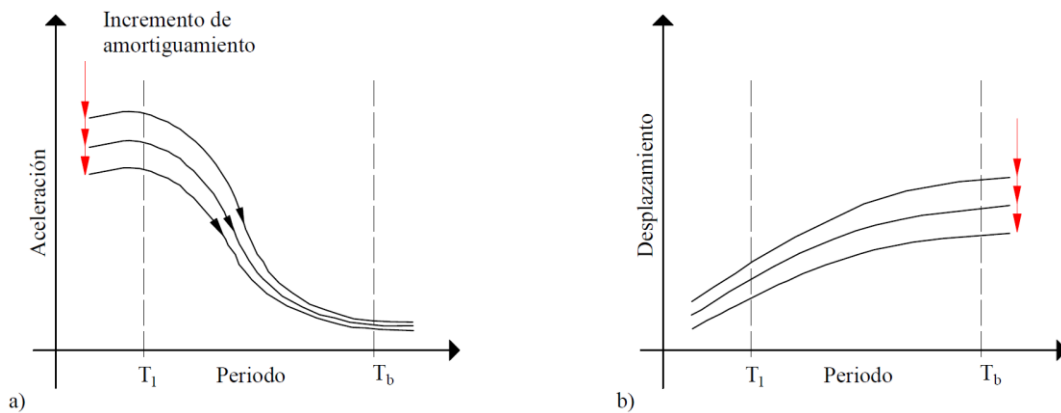 Incremento de
amortiguamiento
Aceleración
T1
Periodo
Tb
a)
Desplazamiento
T1
Periodo
Tb
b)